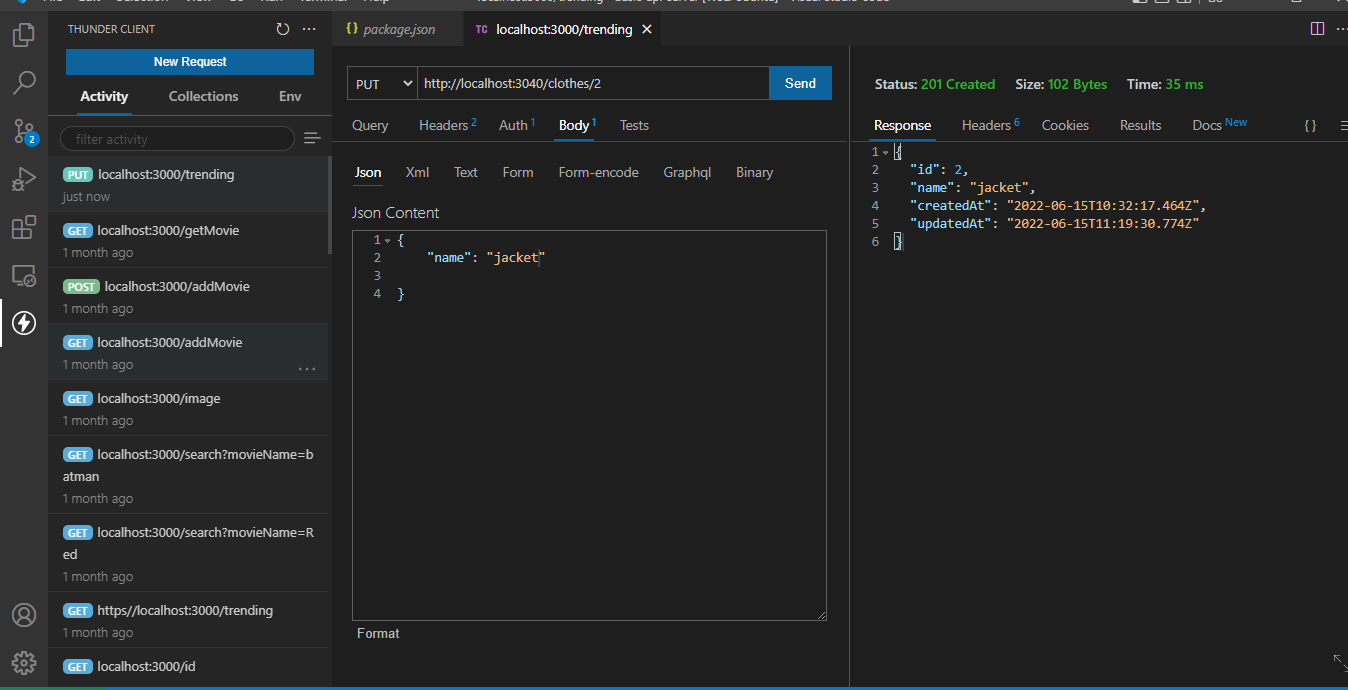 THUNDER CLIENT
New Request
Activity Collections Env
filter activity
PUT localhost:3000/trending
just now
GET localhost:3000/getMovie
1 month ago
POST localhost:3000/addMovie
1 month ago
GET localhost:3000/addMovie
1 month ago
GET localhost:3000/image
1 month ago
GET localhost:3000/search?movieName=b
atman
1 month ago
GET localhost:3000/search?movieName=R
ed
1 month ago
GET https//localhost:3000/trending
1 month ago
GET localhost:3000/id
2
{} package.json
TC localhost:3000/trending
PUT http://localhost:3040/clothes/2 Send
Query Headers 2 Auth 1 Body 1 Tests
Json Xml Text Form Form-encode Graphql Binary
Json Content
1 {
2 "name": "jacket"
3
4 }
Format
Status: 201 Created Size: 102 Bytes Time: 35 ms
Response Headers 6 Cookies Results Docs New {}
1 {
2 "id": 2,
3 "name": "jacket",
4 "createdAt": "2022-06-15T10:32:17.464Z",
5 "updatedAt": "2022-06-15T11:19:30.774Z"
6 }